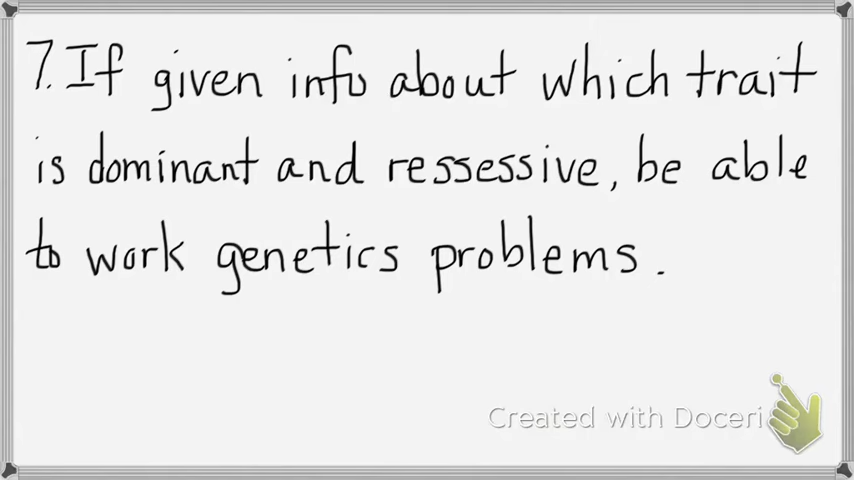 7. If given info about which trait
is dominant and ressessive, be able
to work genetics problems.
Created with Doceri